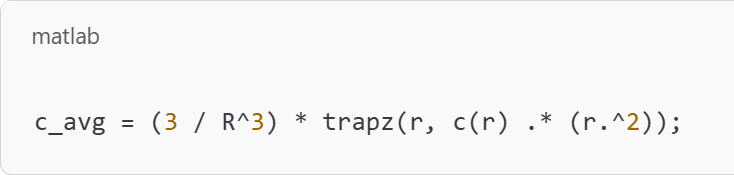 matlab
c_avg = (3 / R^3) * trapz(r, c(r) .* (r.^2));